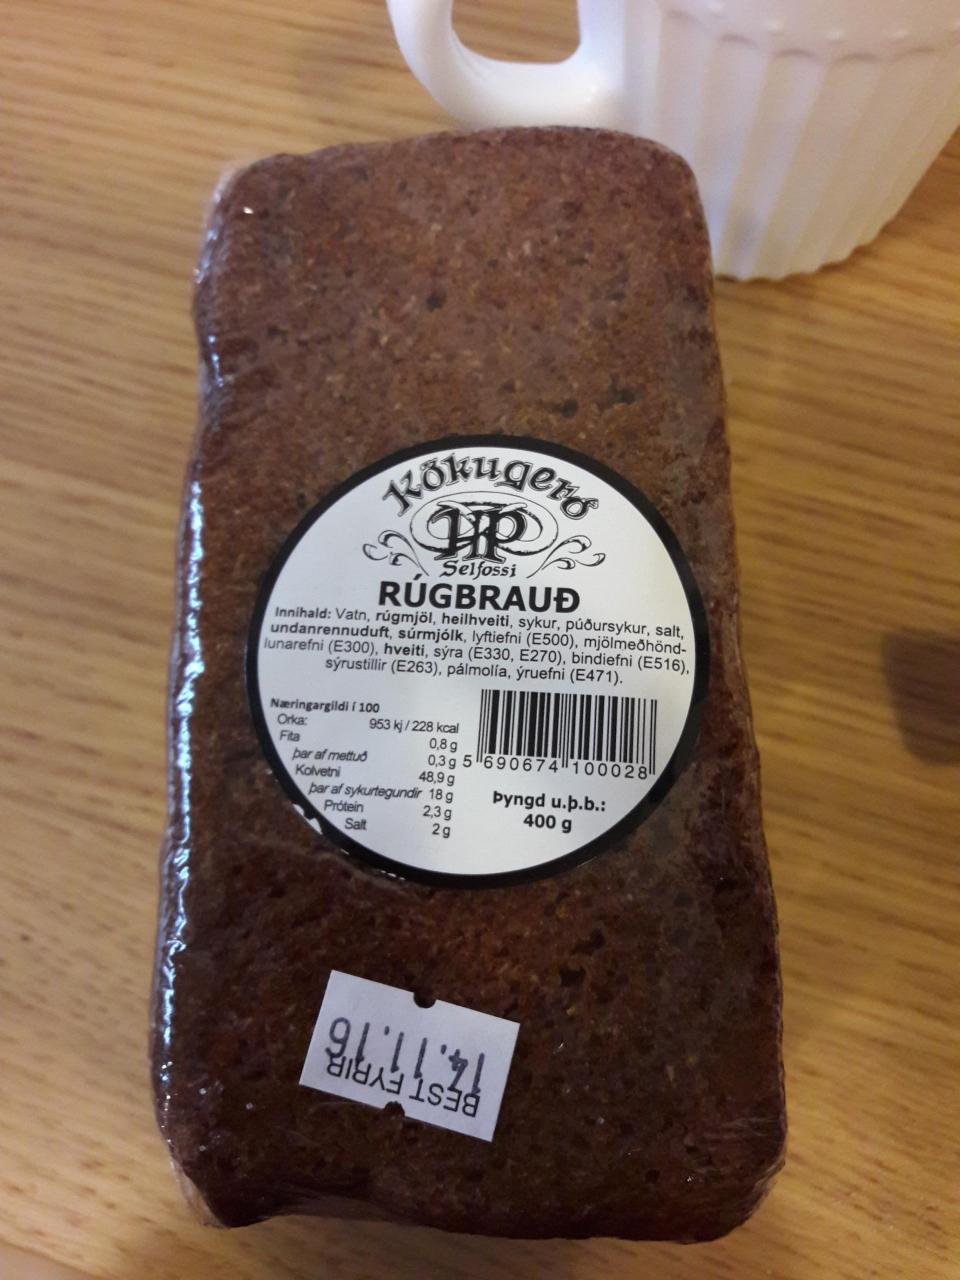 Kökugerð
HP
Selfossi
RÚGBRAUÐ
Innihald: Vatn, rúgmjöl, heilhveiti, sykur, púðursykur, salt,
undanrennuduft, súrmjólk, lyftiefni (E500), mjölmeðhönd-
lunarefni (E300), hveiti, sýra (E330, E270), bindiefni (E516),
sýrustillir (E263), pálmolía, ýruefni (E471).
Næringargildi í 100
Orka: 953 kj / 228 kcal
Fita 0,8 g
þar af mettuð 0,3 g
Kolvetni 48,9 g
þar af sykurtegundir 18 g
Prótein 2,3 g
Salt 2 g
5 690674 100028
Þyngd u.þ.b.:
400 g
BEST FYRIR
14.11.16